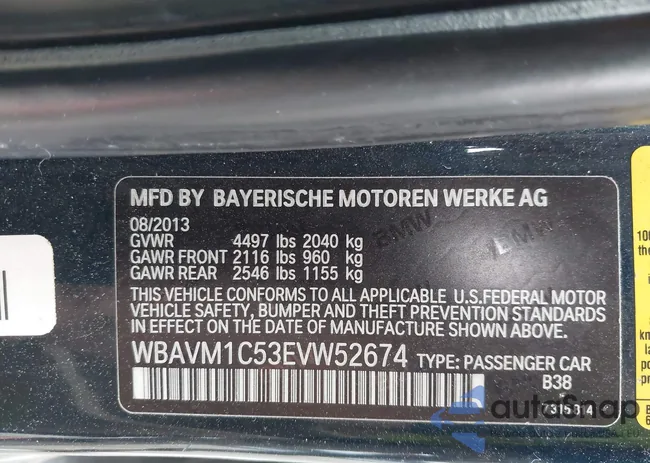 MFD BY BAYERISCHE MOTOREN WERKE AG
08/2013
GVWR 4497 lbs 2040 kg
GAWR FRONT 2116 lbs 960 kg
GAWR REAR 2546 lbs 1155 kg
THIS VEHICLE CONFORMS TO ALL APPLICABLE U.S.FEDERAL MOTOR
VEHICLE SAFETY, BUMPER AND THEFT PREVENTION STANDARDS
IN EFFECT ON THE DATE OF MANUFACTURE SHOWN ABOVE.
WBAVM1C53EVW52674 TYPE: PASSENGER CAR
B38
autoSnap
100
the